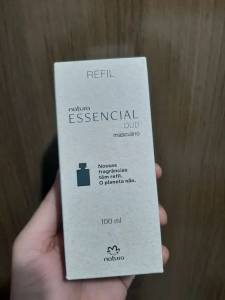 REFIL
natura
ESSENCIAL
OUD
masculino
Nossas
fragrâncias
têm refil.
O planeta não.
100 ml
natura